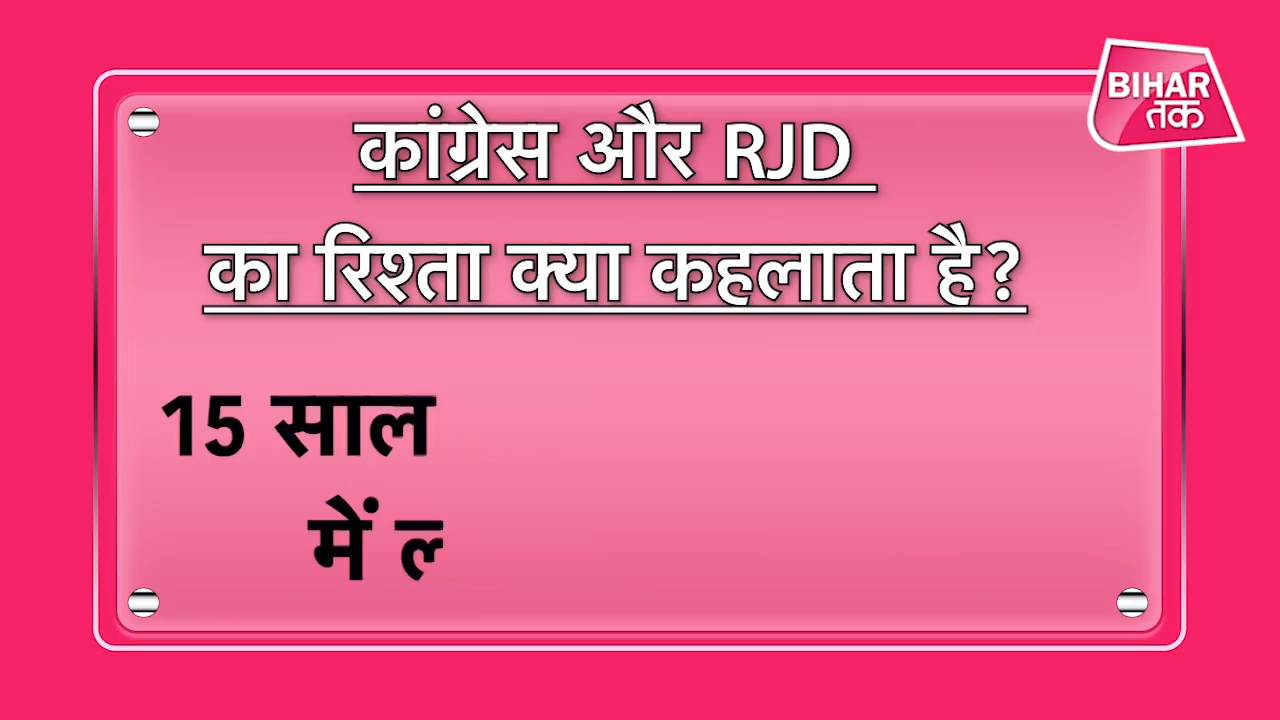 BIHAR
तक
कांग्रेस और RJD
का रिश्ता क्या कहलाता है?
15 साल
में